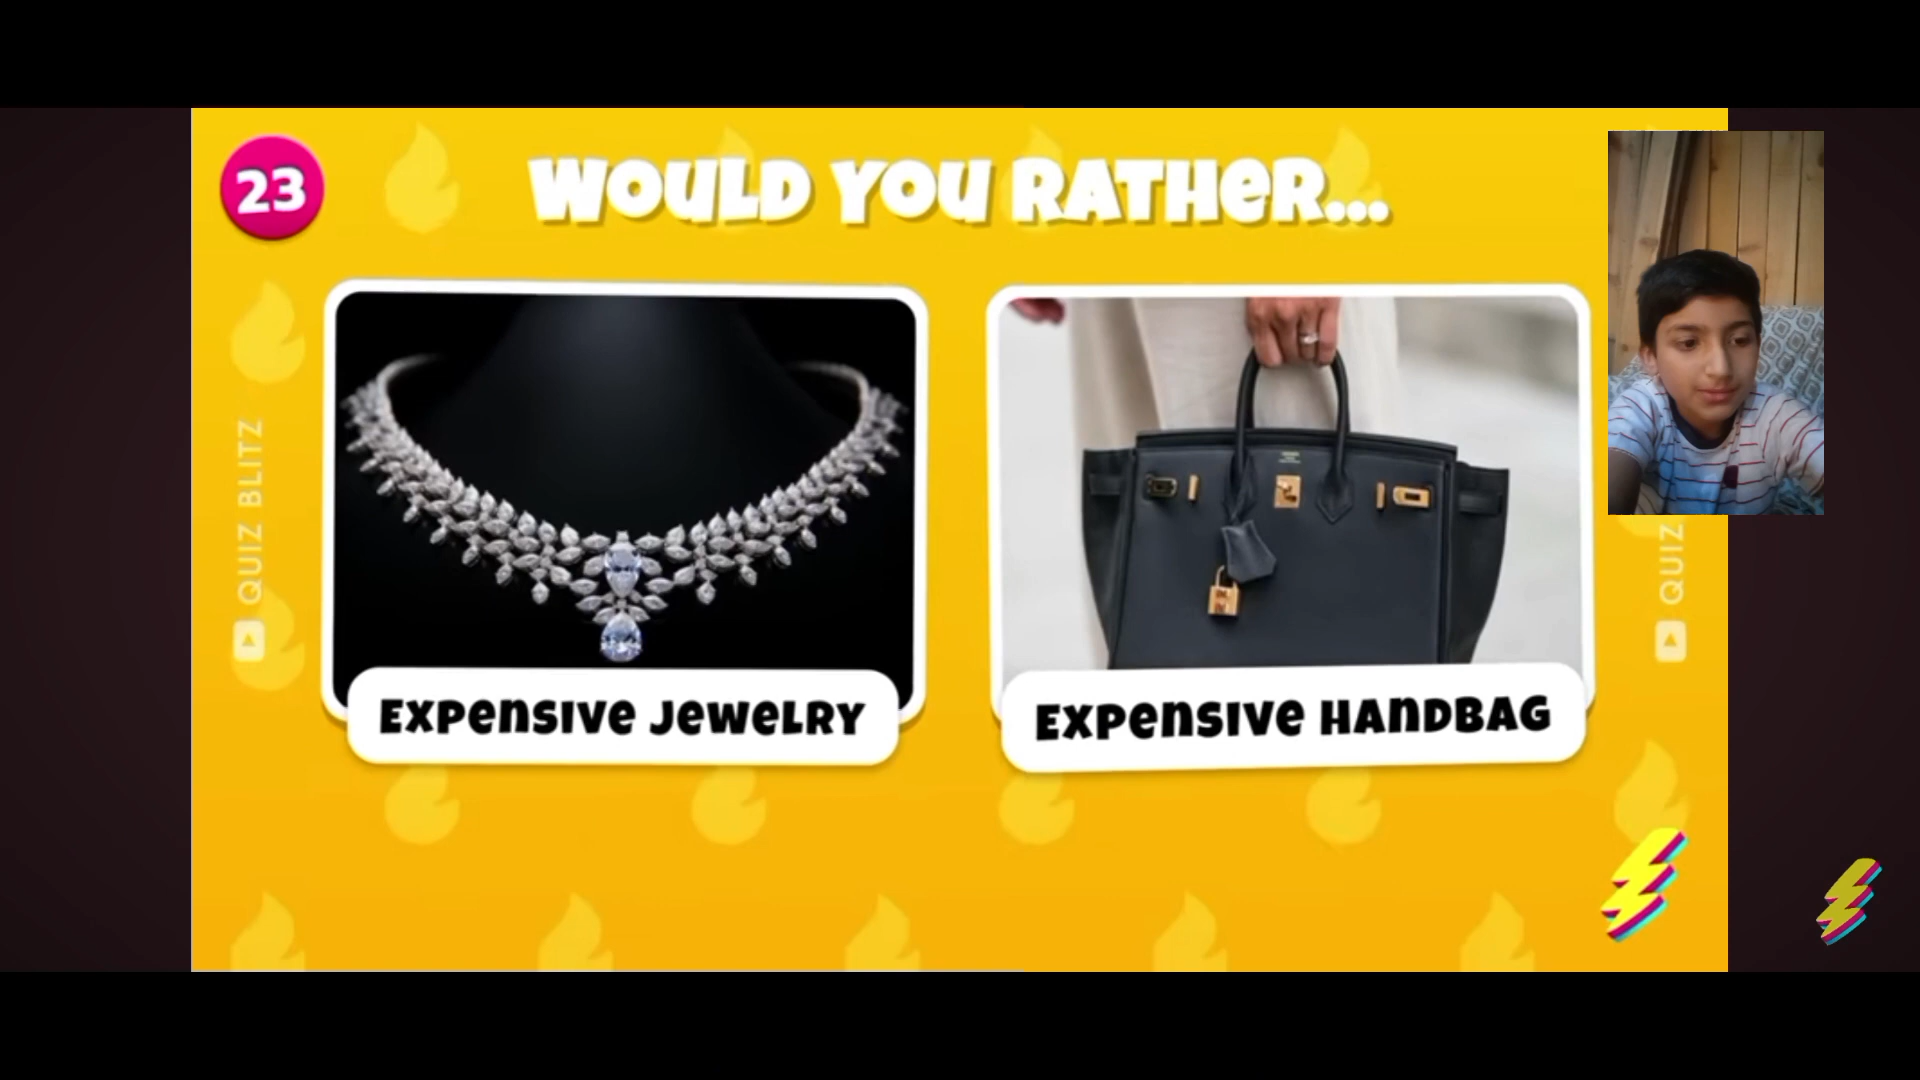 23
WOULD YOU RATHER...
QUIZ BLITZ
EXPENSIVE JEWELRY
EXPENSIVE HANDBAG
QUIZ